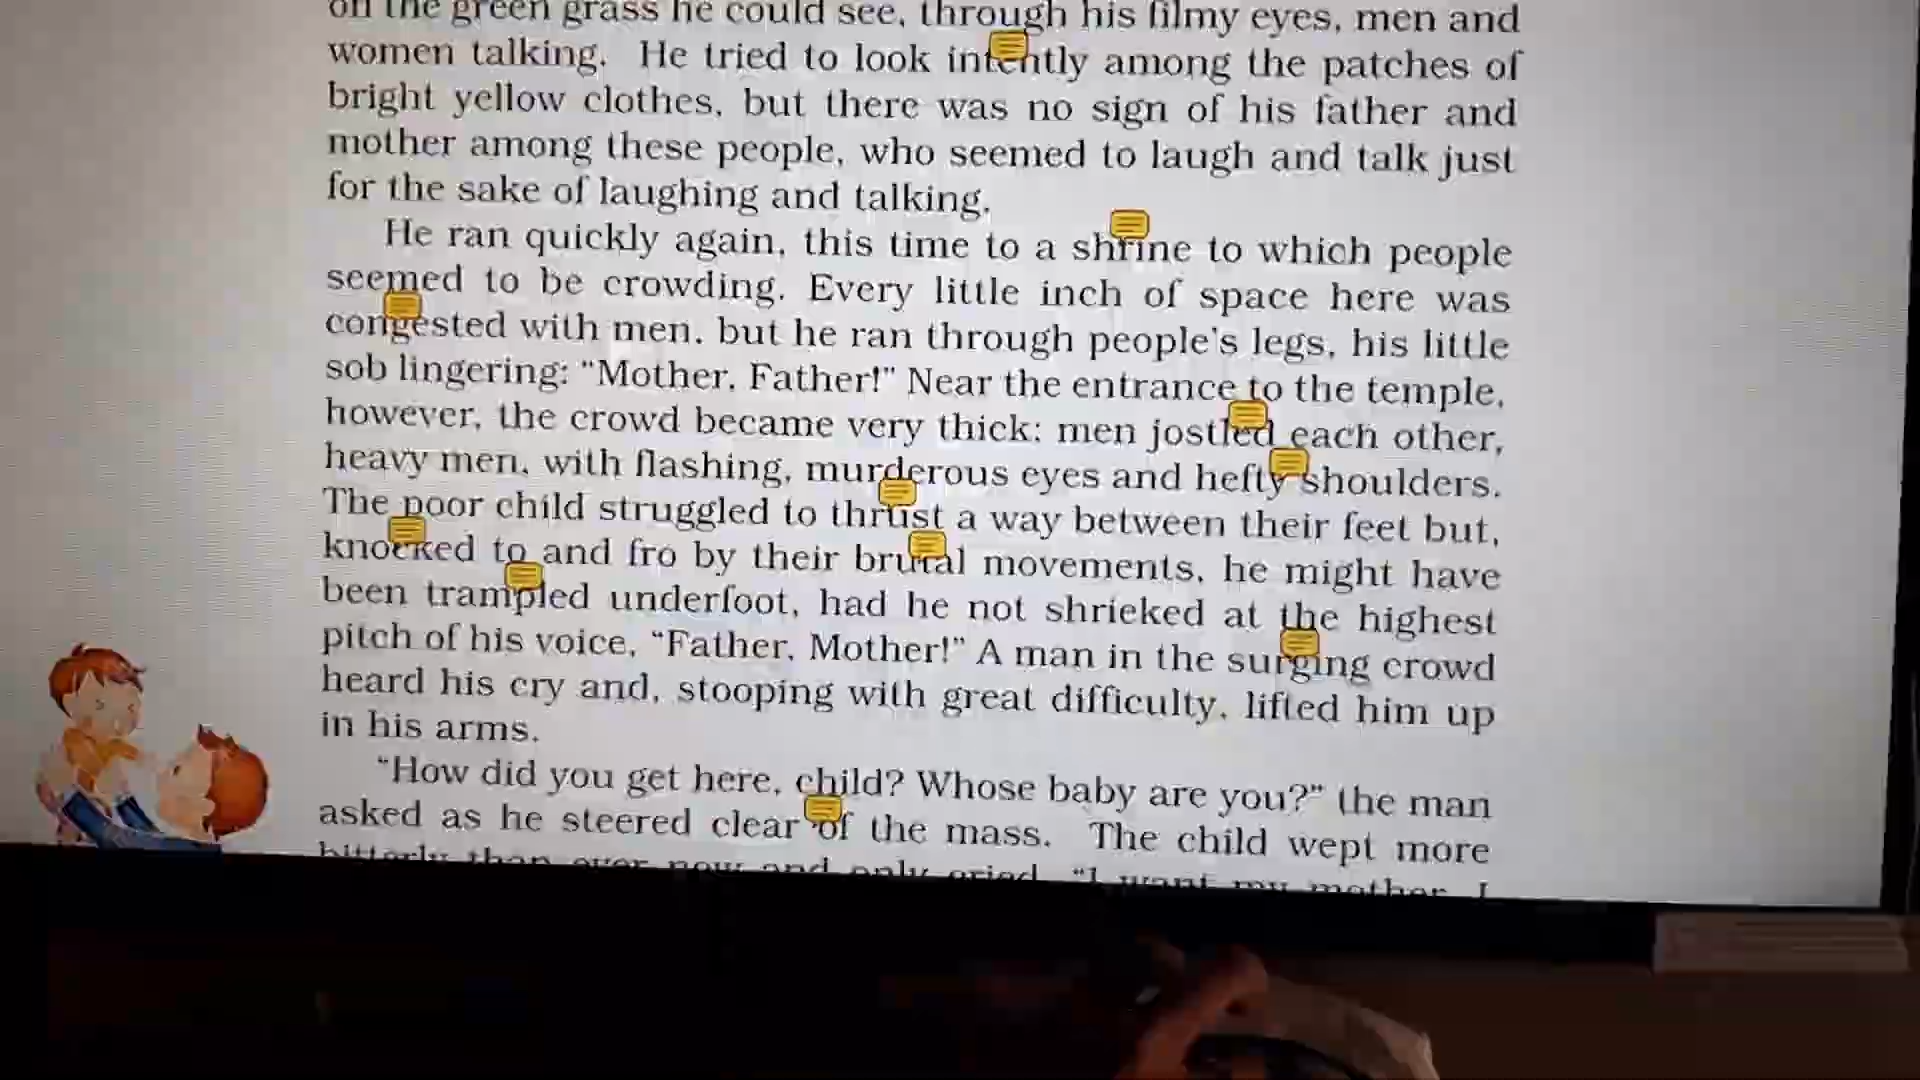 on the green grass he could see, through his filmy eyes, men and
women talking. He tried to look intently among the patches of
bright yellow clothes, but there was no sign of his father and
mother among these people, who seemed to laugh and talk just
for the sake of laughing and talking.
He ran quickly again, this time to a shrine to which people
seemed to be crowding. Every little inch of space here was
congested with men, but he ran through people's legs, his little
sob lingering: “Mother, Father!” Near the entrance to the temple,
however, the crowd became very thick: men jostled each other,
heavy men, with flashing, murderous eyes and hefty shoulders.
The poor child struggled to thrust a way between their feet but,
knocked to and fro by their brutal movements, he might have
been trampled underfoot, had he not shrieked at the highest
pitch of his voice, “Father, Mother!” A man in the surging crowd
heard his cry and, stooping with great difficulty, lifted him up
in his arms.
“How did you get here, child? Whose baby are you?” the man
asked as he steered clear of the mass. The child wept more
bitterly than ever now and only cried, “I want my mother, I